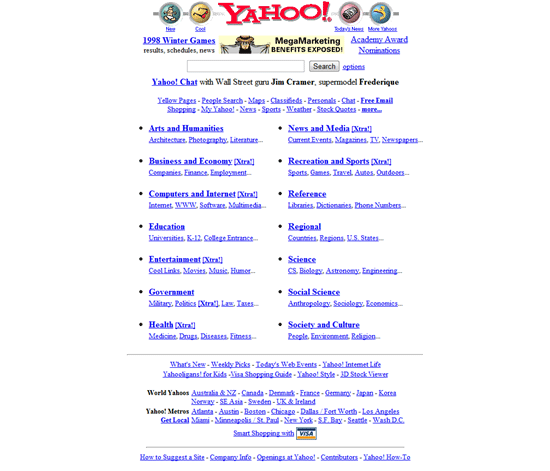 New Cool YAHOO! Today's News More Yahoos
1998 Winter Games
results, schedules, news
MegaMarketing
BENEFITS EXPOSED!
Academy Award
Nominations
Search options
Yahoo! Chat with Wall Street guru Jim Cramer, supermodel Frederique
Yellow Pages - People Search - Maps - Classifieds - Personals - Chat - Free Email
Shopping - My Yahoo! - News - Sports - Weather - Stock Quotes - more...
Arts and Humanities
Architecture, Photography, Literature...
News and Media [Xtra!]
Current Events, Magazines, TV, Newspapers...
Business and Economy [Xtra!]
Companies, Finance, Employment...
Recreation and Sports [Xtra!]
Sports, Games, Travel, Autos, Outdoors...
Computers and Internet [Xtra!]
Internet, WWW, Software, Multimedia...
Reference
Libraries, Dictionaries, Phone Numbers...
Education
Universities, K-12, College Entrance...
Regional
Countries, Regions, U.S. States...
Entertainment [Xtra!]
Cool Links, Movies, Music, Humor...
Science
CS, Biology, Astronomy, Engineering...
Government
Military, Politics [Xtra!], Law, Taxes...
Social Science
Anthropology, Sociology, Economics...
Health [Xtra!]
Medicine, Drugs, Diseases, Fitness...
Society and Culture
People, Environment, Religion...
What's New - Weekly Picks - Today's Web Events - Yahoo! Internet Life
Yahooligans! for Kids -Visa Shopping Guide - Yahoo! Style - 3D Stock Viewer
World Yahoos Australia & NZ - Canada - Denmark - France - Germany - Japan - Korea
Norway - SE Asia - Sweden - UK & Ireland
Yahoo! Metros Atlanta - Austin - Boston - Chicago - Dallas / Fort Worth - Los Angeles
Get Local Miami - Minneapolis / St. Paul - New York - S.F. Bay - Seattle - Wash D.C.
Smart Shopping with VISA
How to Suggest a Site - Company Info - Openings at Yahoo! - Contributors - Yahoo! How-To